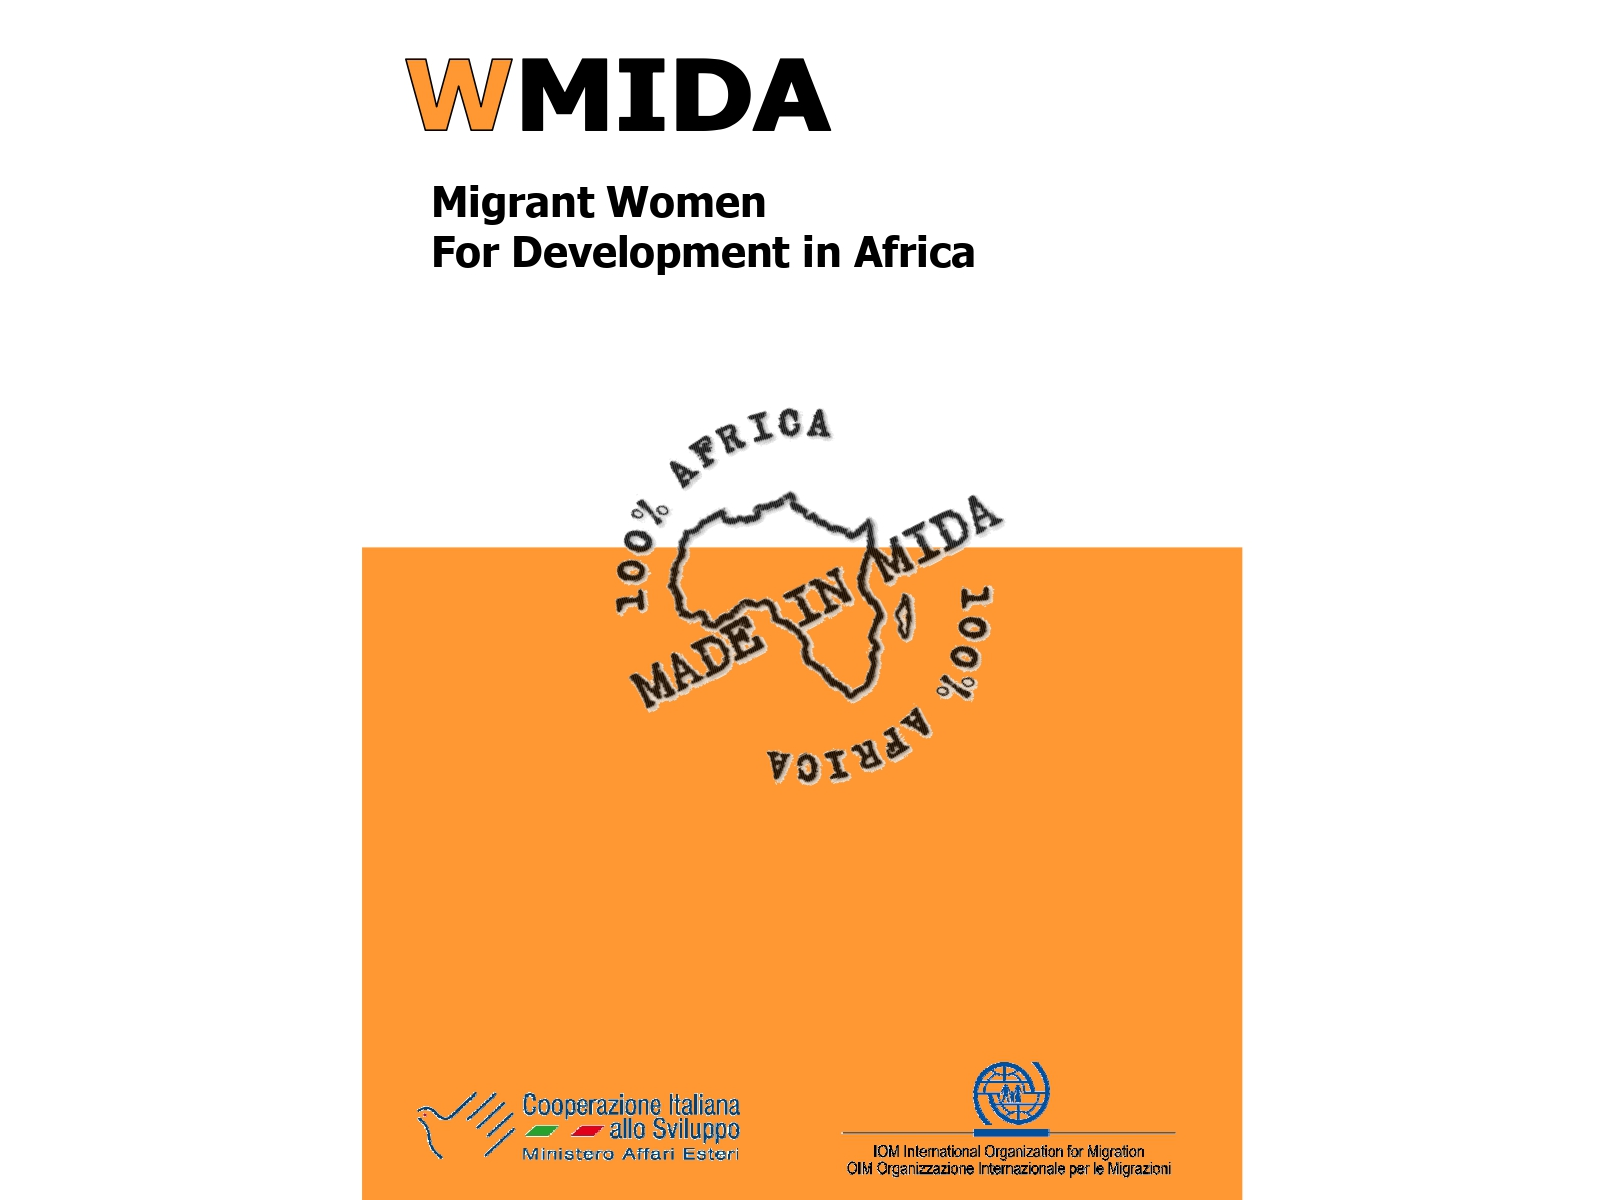 WMIDA
Migrant Women
For Development in Africa
100% AFRICA
MADE IN MIDA
100% AFRICA
Cooperazione Italiana
allo Sviluppo
Ministero Affari Esteri
IOM International Organization for Migration
OIM Organizzazione Internazionale per le Migrazioni